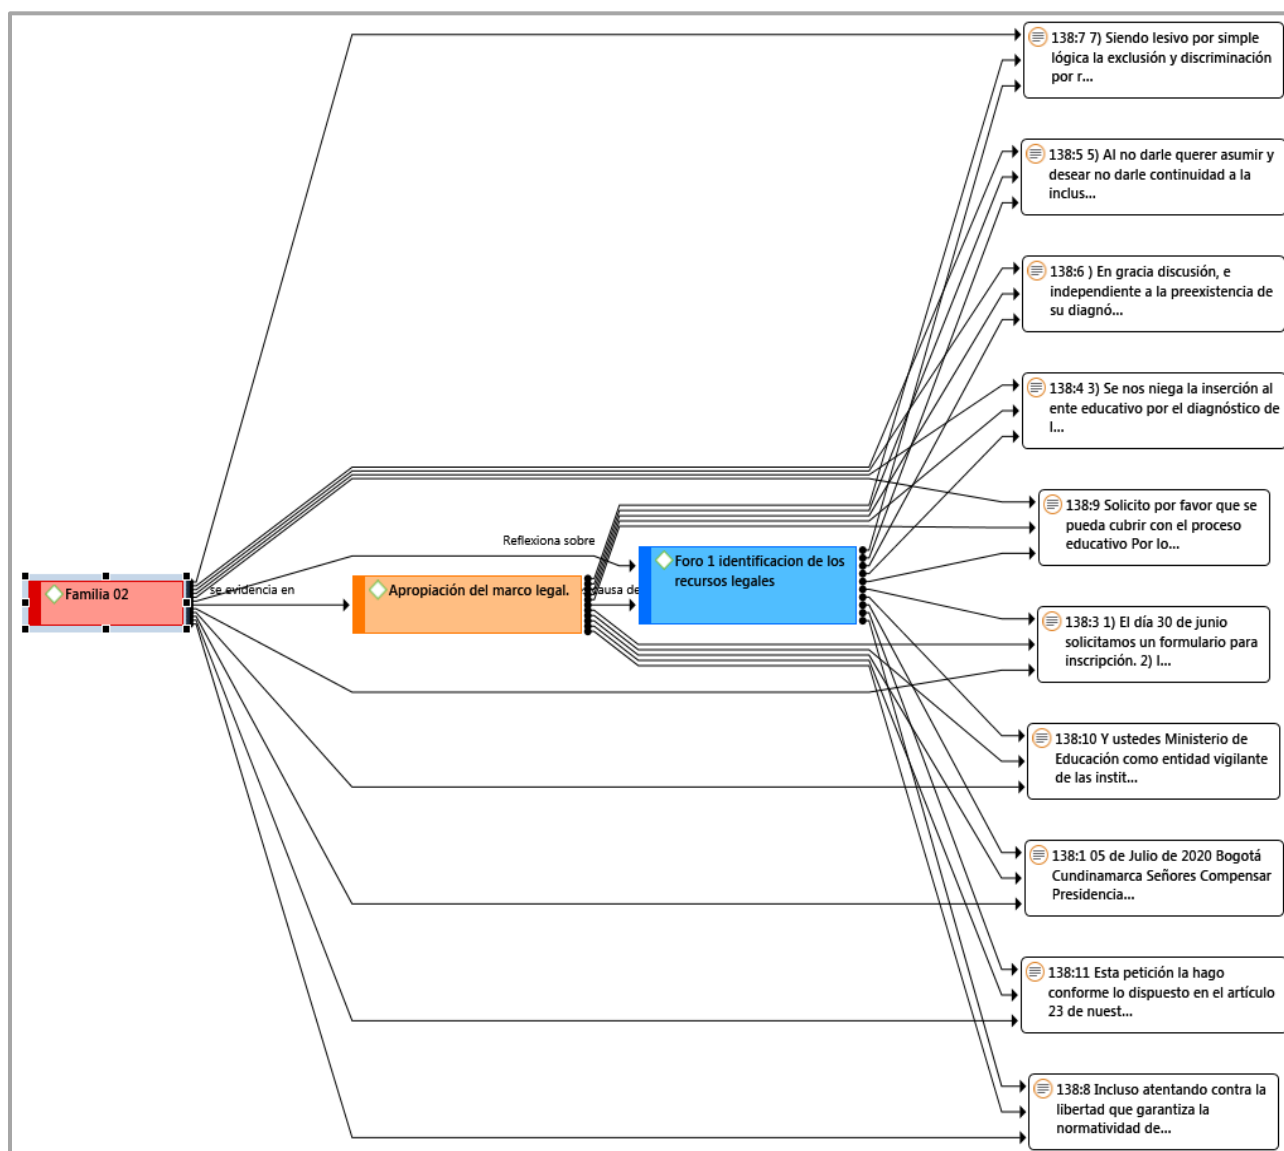 138:7 7) Siendo lesivo por simple
lógica la exclusión y discriminación
por r...
138:5 5) Al no darle querer asumir y
desear no darle continuidad a la
inclus...
138:6 ) En gracia discusión, e
independiente a la preexistencia de
su diagnó...
138:4 3) Se nos niega la inserción al
ente educativo por el diagnóstico de
l...
138:9 Solicito por favor que se
pueda cubrir con el proceso
educativo Por lo...
Reflexiona sobre
Familia 02
se evidencia en
Apropiación del marco legal.
causa de
Foro 1 identificacion de los
recursos legales
138:3 1) El día 30 de junio
solicitamos un formulario para
inscripción. 2) l...
138:10 Y ustedes Ministerio de
Educación como entidad vigilante
de las instit...
138:1 05 de Julio de 2020 Bogotá
Cundinamarca Señores Compensar
Presidencia...
138:11 Esta petición la hago
conforme lo dispuesto en el artículo
23 de nuest...
138:8 Incluso atentando contra la
libertad que garantiza la
normatividad de...